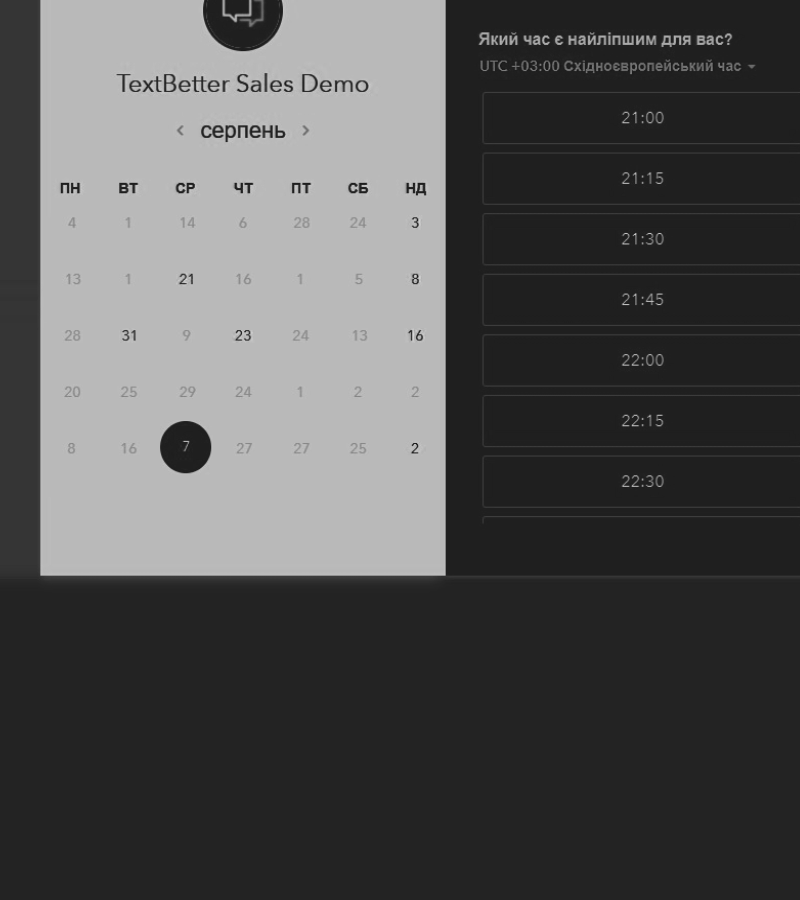 TextBetter Sales Demo
серпень
ПН ВТ СР ЧТ ПТ СБ НД
4 1 14 6 28 24 3
13 1 21 16 1 5 8
28 31 9 23 24 13 16
20 25 29 24 1 2 2
8 16 7 27 27 25 2
Який час є найліпшим для вас?
UTC +03:00 Східноєвропейський час
21:00
21:15
21:30
21:45
22:00
22:15
22:30